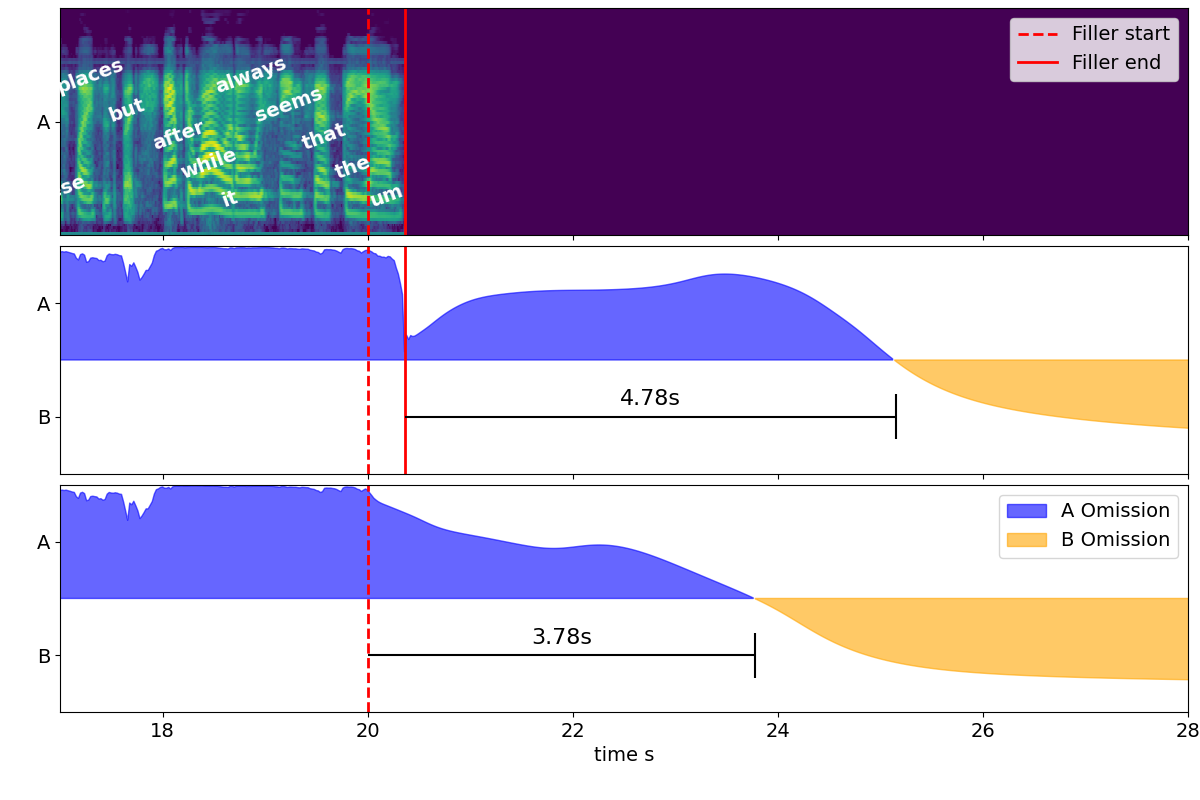 Filler start
Filler end
places
always
but
seems
after
that
while
the
se
it
um
A
A
4.78s
B
A Omission
B Omission
A
3.78s
B
18
20
22
24
26
28
time s